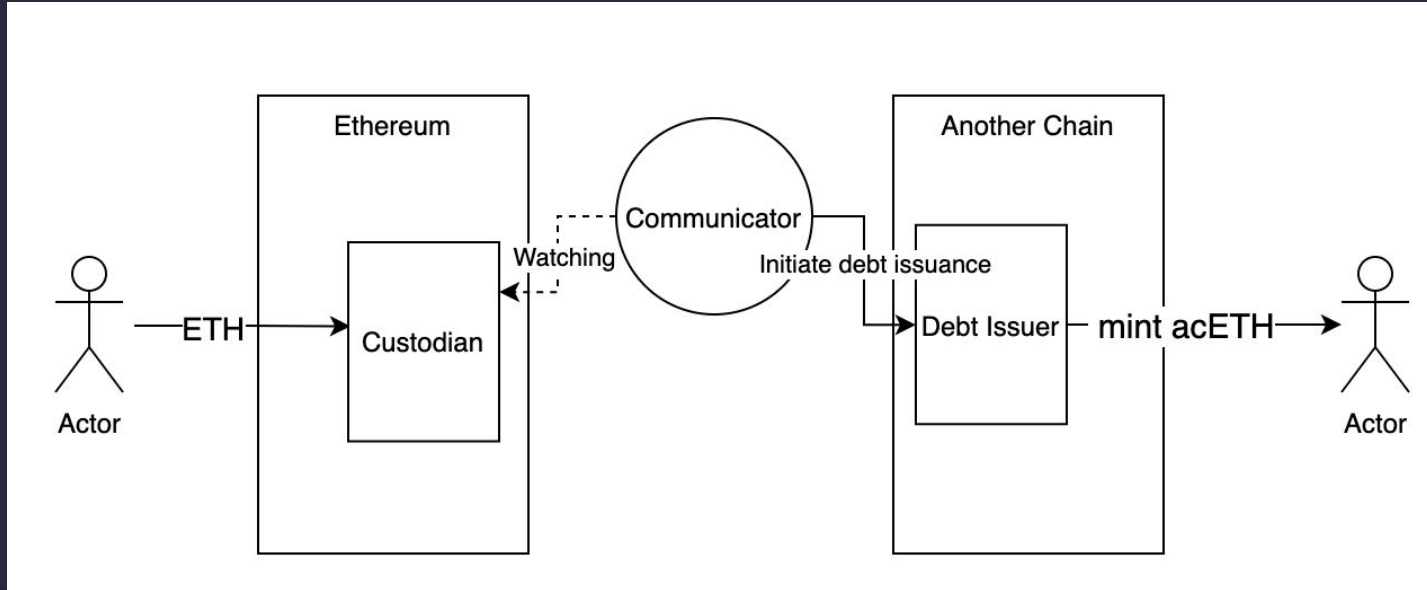 Ethereum
Another Chain
Communicator
Watching
Initiate debt issuance
ETH
Custodian
Debt Issuer
mint acETH
Actor
Actor